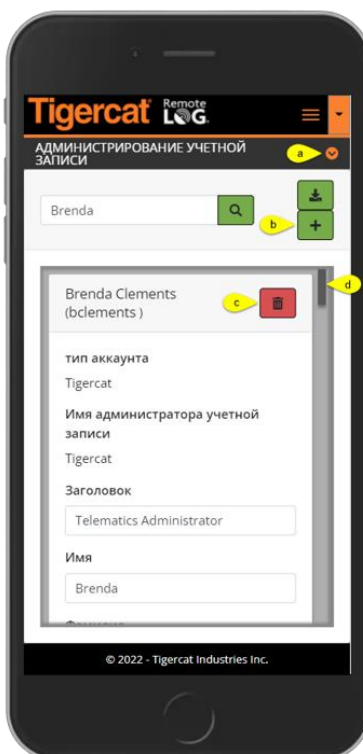 Tigercat Remote LOG
АДМИНИСТРИРОВАНИЕ УЧЕТНОЙ
ЗАПИСИ
a
Brenda
b
d
Brenda Clements
(bclements )
c
тип аккаунта
Tigercat
Имя администратора учетной
записи
Tigercat
Заголовок
Telematics Administrator
Имя
Brenda
© 2022 - Tigercat Industries Inc.